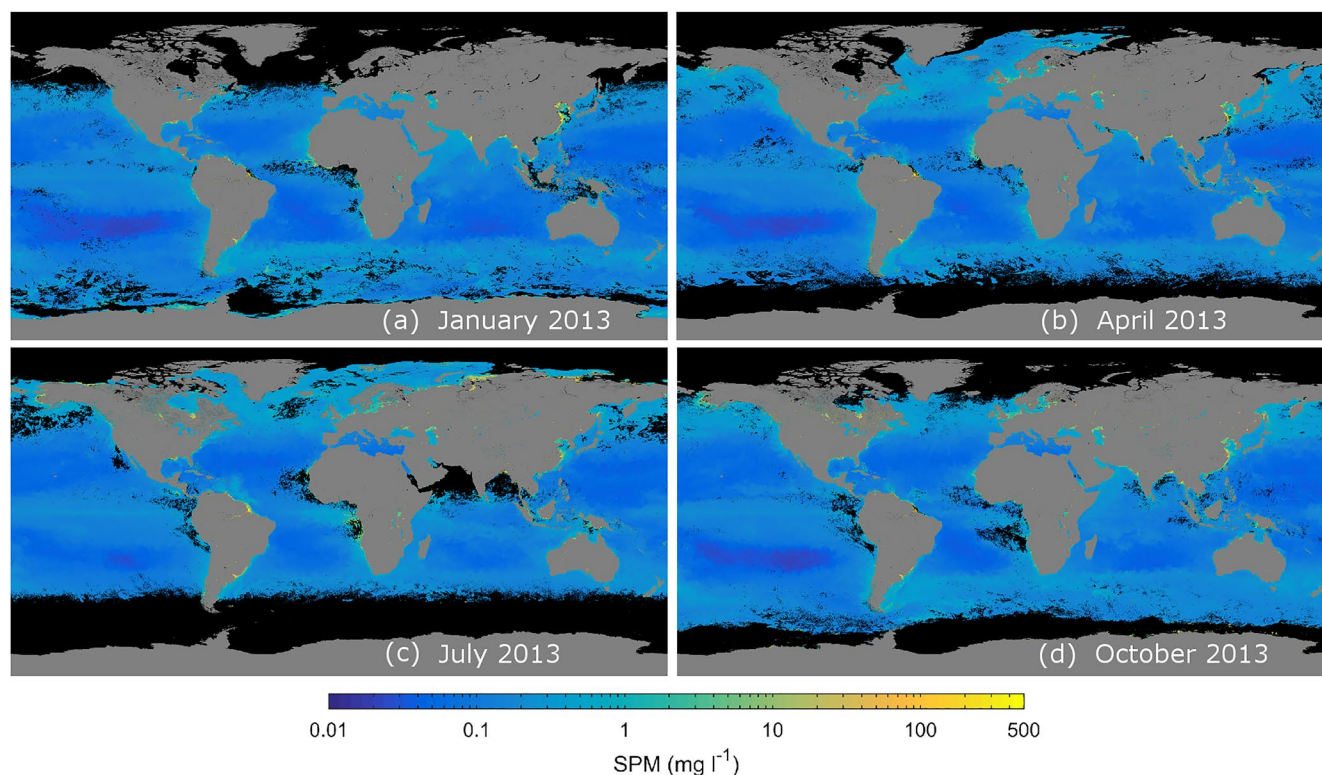 (a) January 2013
(b) April 2013
(c) July 2013
(d) October 2013
0.01 0.1 1 10 100 500
SPM (mg l⁻¹)